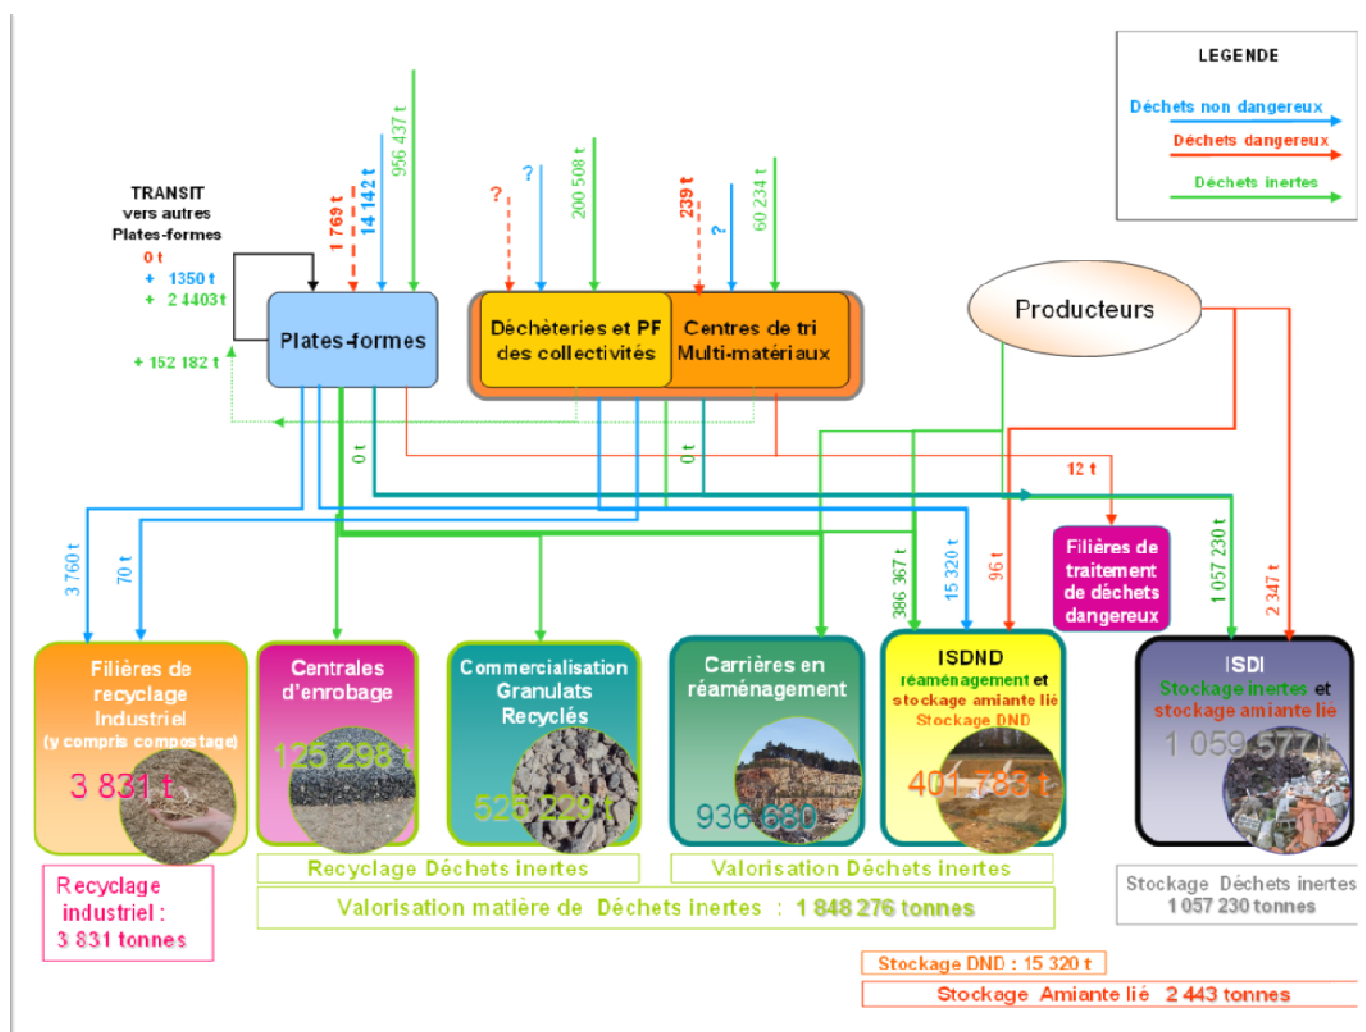 LEGENDE
Déchets non dangereux
Déchets dangereux
Déchets inertes
956 437 t
14 142 t
1 769 t
?
?
200 508 t
239 t
?
60 234 t
TRANSIT
vers autres
Plates-formes
0 t
+ 1350 t
+ 2 4403 t
+ 152 182 t
Plates-formes
Déchèteries et PF
des collectivités
Centres de tri
Multi-matériaux
Producteurs
0 t
0 t
12 t
3 760 t
70 t
386 367 t
15 320 t
96 t
1 057 230 t
2 347 t
Filières de
traitement
de déchets
dangereux
Filières de
recyclage
Industriel
(y compris compostage)
3 831 t
Centrales
d'enrobage
125 298 t
Commercialisation
Granulats
Recyclés
525 229 t
Carrières en
réaménagement
936 680
ISDND
réaménagement et
stockage amiante lié
Stockage DND
401 783 t
ISDI
Stockage inertes et
stockage amiante lié
1 059 577 t
Recyclage Déchets inertes
Valorisation Déchets inertes
Recyclage
industriel :
3 831 tonnes
Valorisation matière de Déchets inertes : 1 848 276 tonnes
Stockage Déchets inertes
1 057 230 tonnes
Stockage DND : 15 320 t
Stockage Amiante lié 2 443 tonnes